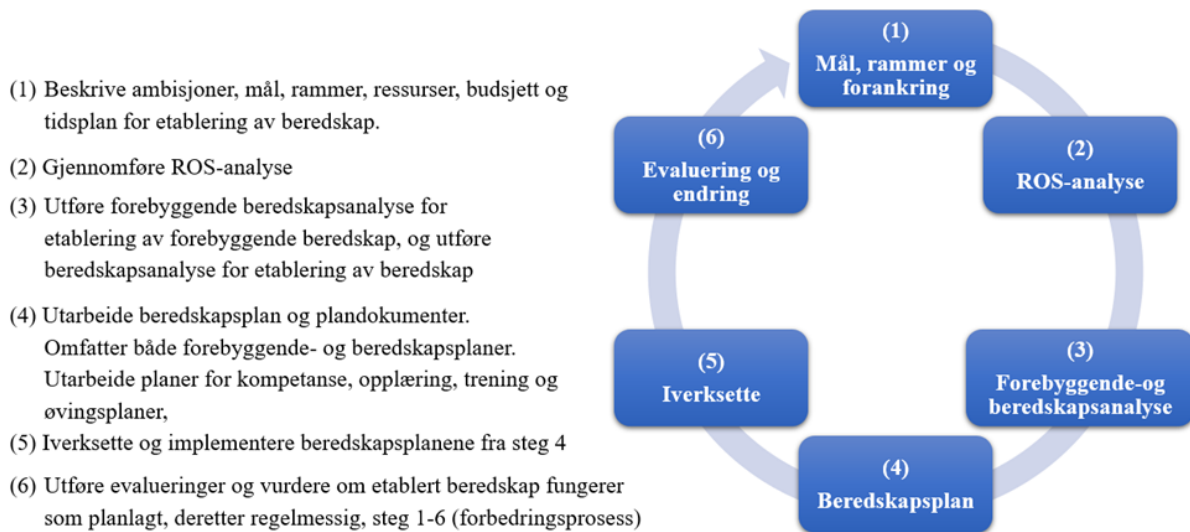 (1) Beskrive ambisjoner, mål, rammer, ressurser, budsjett og
tidsplan for etablering av beredskap.
(2) Gjennomføre ROS-analyse
(3) Utføre forebyggende beredskapsanalyse for
etablering av forebyggende beredskap, og utføre
beredskapsanalyse for etablering av beredskap
(4) Utarbeide beredskapsplan og plandokumenter.
Omfatter både forebyggende- og beredskapsplaner.
Utarbeide planer for kompetanse, opplæring, trening og
øvingsplaner,
(5) Iverksette og implementere beredskapsplanene fra steg 4
(6) Utføre evalueringer og vurdere om etablert beredskap fungerer
som planlagt, deretter regelmessig, steg 1-6 (forbedringsprosess)
(1)
Mål, rammer og
forankring
(2)
ROS-analyse
(3)
Forebyggende-og
beredskapsanalyse
(4)
Beredskapsplan
(5)
Iverksette
(6)
Evaluering og
endring